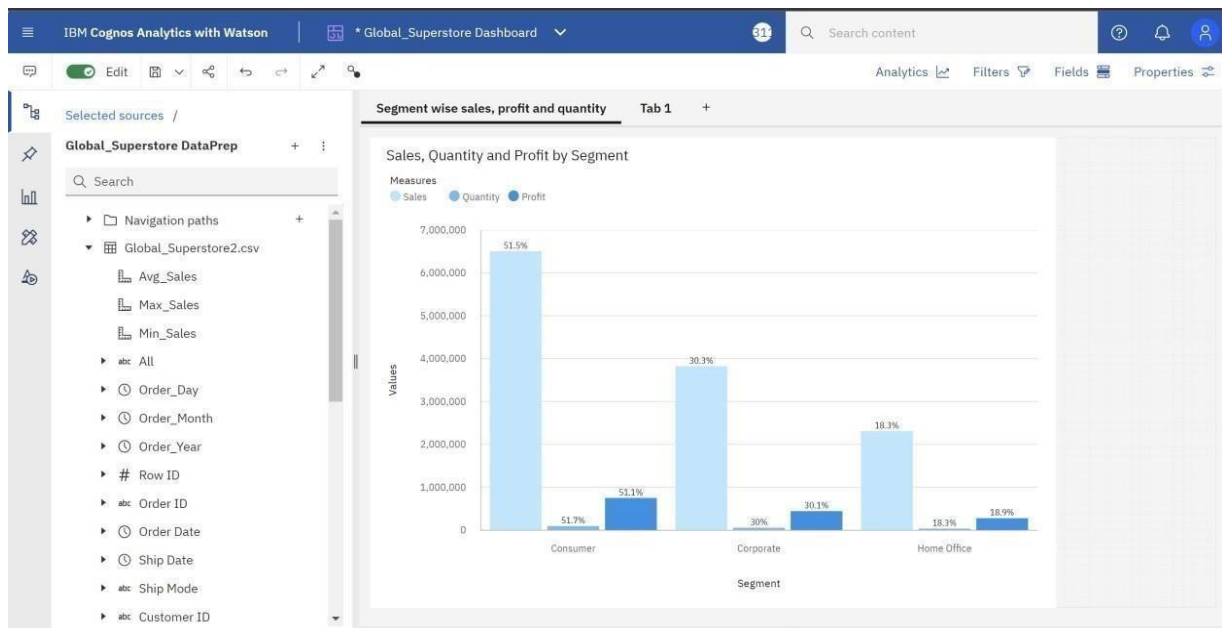 IBM Cognos Analytics with Watson
* Global_Superstore Dashboard
Search content
Edit
Analytics
Filters
Fields
Properties
Selected sources /
Global_Superstore DataPrep
Search
Navigation paths
Global_Superstore2.csv
Avg_Sales
Max_Sales
Min_Sales
abc All
Order_Day
Order_Month
Order_Year
# Row ID
abc Order ID
Order Date
Ship Date
abc Ship Mode
abc Customer ID
Segment wise sales, profit and quantity
Tab 1
+
Sales, Quantity and Profit by Segment
Measures
Sales Quantity Profit
Values
7,000,000
6,000,000
5,000,000
4,000,000
3,000,000
2,000,000
1,000,000
0
51.5%
51.7%
51.1%
30.3%
30%
30.1%
18.3%
18.3%
18.9%
Consumer
Corporate
Home Office
Segment